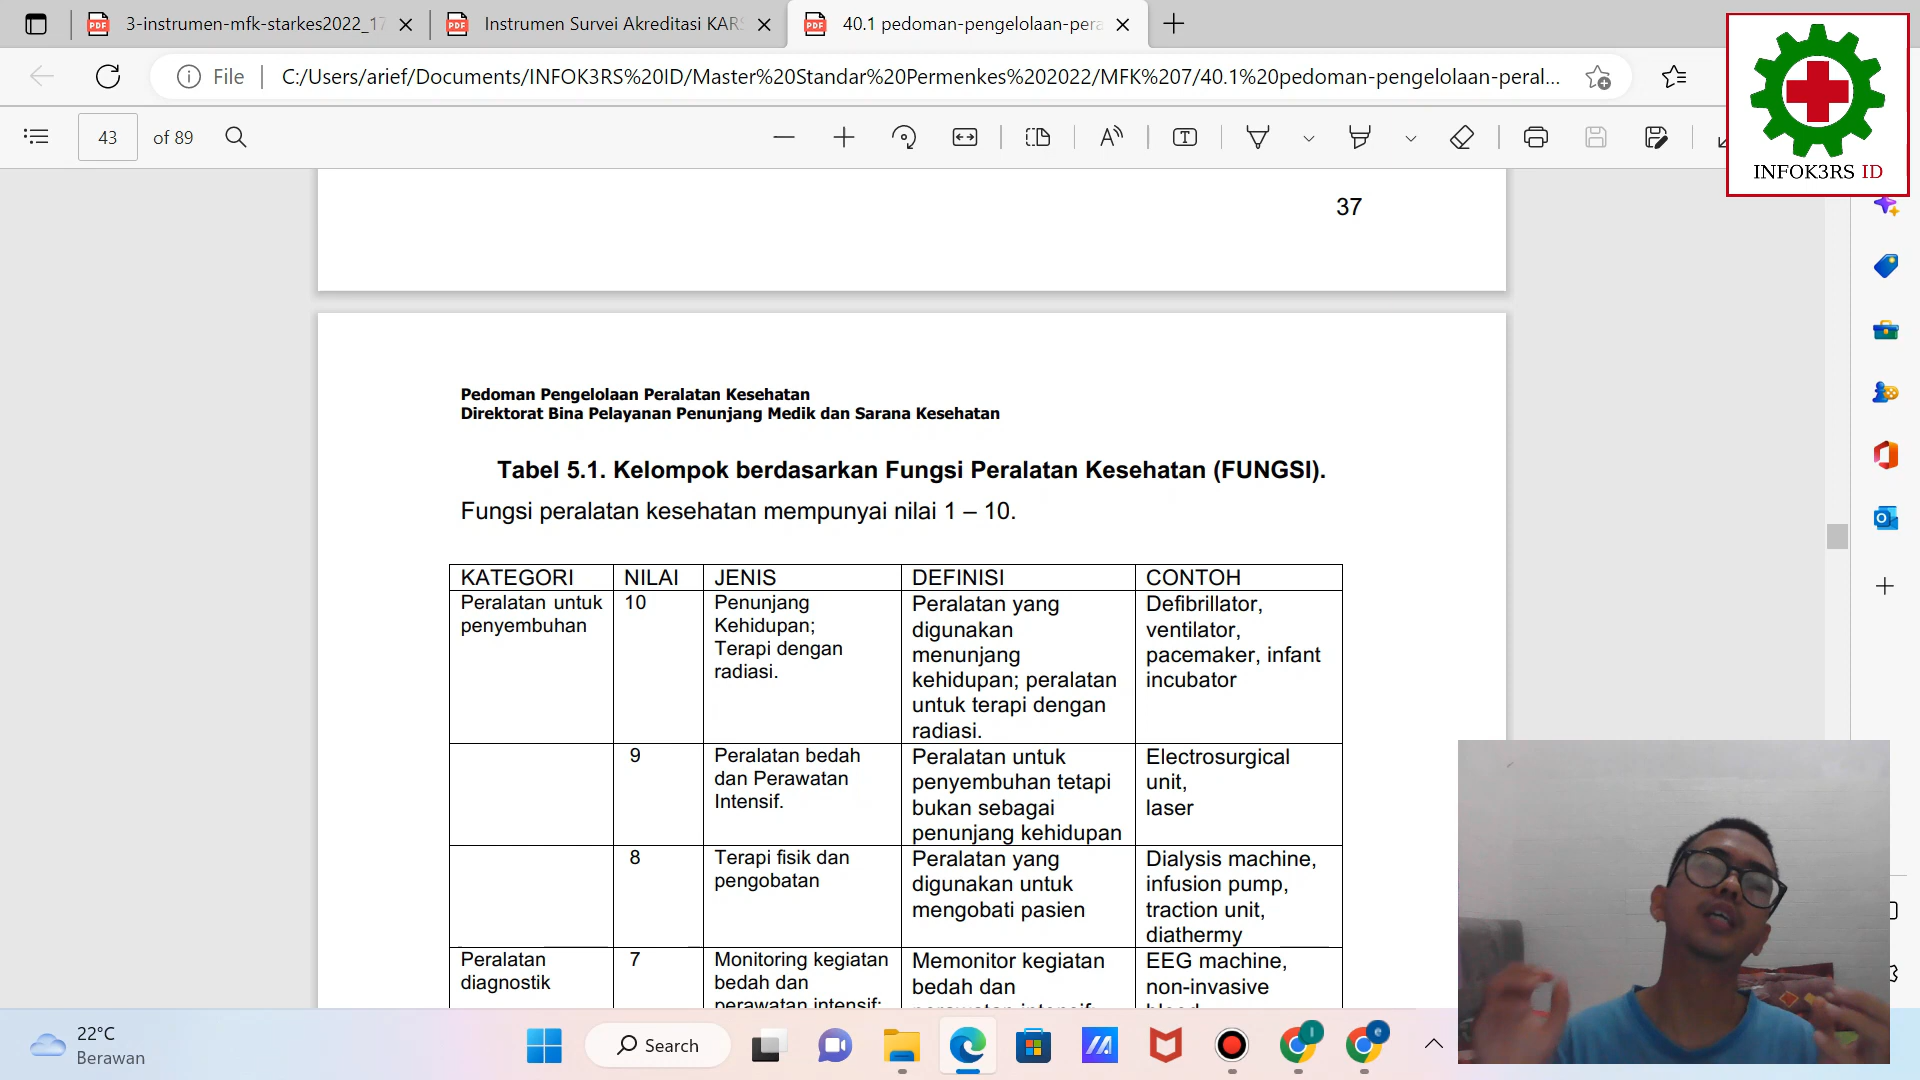 3-instrumen-mfk-starkes2022_17
Instrumen Survei Akreditasi KARS
40.1 pedoman-pengelolaan-pera
File
C:/Users/arief/Documents/INFOK3RS%20ID/Master%20Standar%20Permenkes%202022/MFK%207/40.1%20pedoman-pengelolaan-peral...
INFOK3RS ID
43 of 89
37
Pedoman Pengelolaan Peralatan Kesehatan
Direktorat Bina Pelayanan Penunjang Medik dan Sarana Kesehatan
Tabel 5.1. Kelompok berdasarkan Fungsi Peralatan Kesehatan (FUNGSI).
Fungsi peralatan kesehatan mempunyai nilai 1 – 10.
KATEGORI NILAI JENIS DEFINISI CONTOH
Peralatan untuk
penyembuhan
10
Penunjang
Kehidupan;
Terapi dengan
radiasi.
Peralatan yang
digunakan
menunjang
kehidupan; peralatan
untuk terapi dengan
radiasi.
Defibrillator,
ventilator,
pacemaker, infant
incubator
9
Peralatan bedah
dan Perawatan
Intensif.
Peralatan untuk
penyembuhan tetapi
bukan sebagai
penunjang kehidupan
Electrosurgical
unit,
laser
8
Terapi fisik dan
pengobatan
Peralatan yang
digunakan untuk
mengobati pasien
Dialysis machine,
infusion pump,
traction unit,
diathermy
Peralatan
diagnostik
7
Monitoring kegiatan
bedah dan
perawatan intensif;
Memonitor kegiatan
bedah dan
EEG machine,
non-invasive
22°C
Berawan
Search